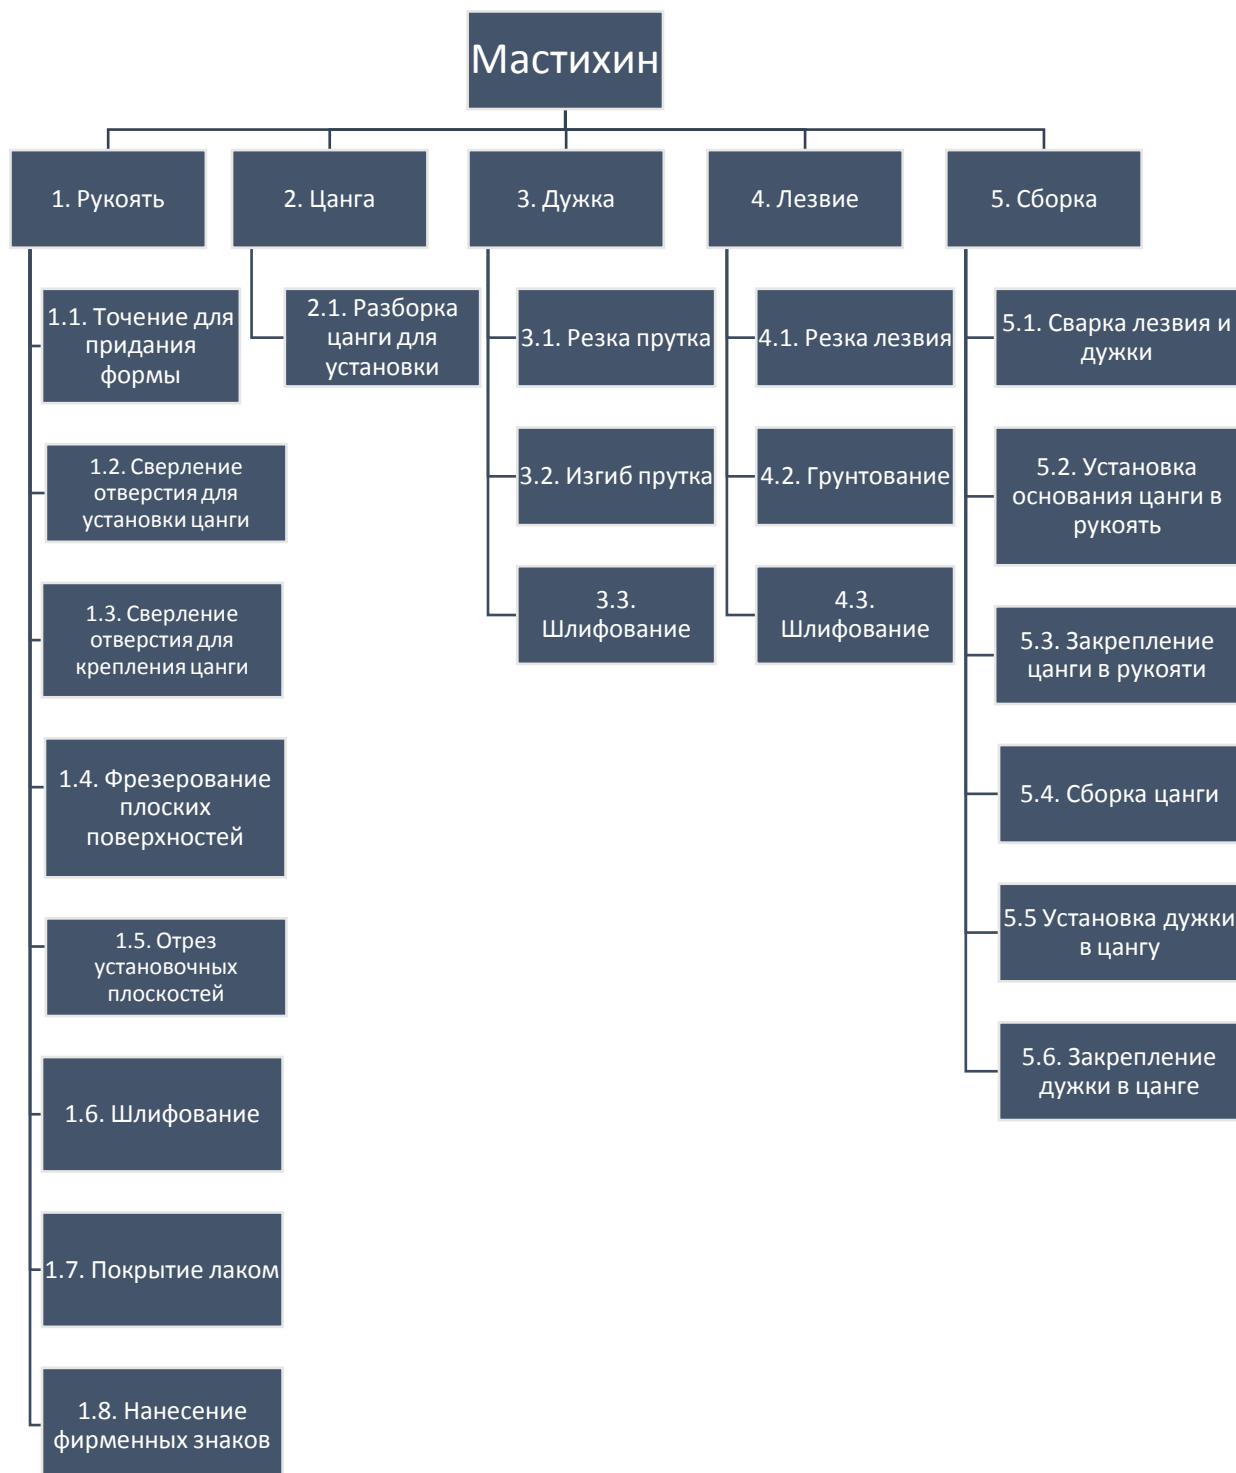 Мастихин
1. Рукоять
2. Цанга
3. Дужка
4. Лезвие
5. Сборка
1.1. Точение для
придания
формы
1.2. Сверление
отверстия для
установки цанги
1.3. Сверление
отверстия для
крепления цанги
1.4. Фрезерование
плоских
поверхностей
1.5. Отрез
установочных
плоскостей
1.6. Шлифование
1.7. Покрытие лаком
1.8. Нанесение
фирменных знаков
2.1. Разборка
цанги для
установки
3.1. Резка прутка
3.2. Изгиб прутка
3.3.
Шлифование
4.1. Резка лезвия
4.2. Грунтование
4.3.
Шлифование
5.1. Сварка лезвия и
дужки
5.2. Установка
основания цанги в
рукоять
5.3. Закрепление
цанги в рукояти
5.4. Сборка цанги
5.5 Установка дужки
в цангу
5.6. Закрепление
дужки в цанге